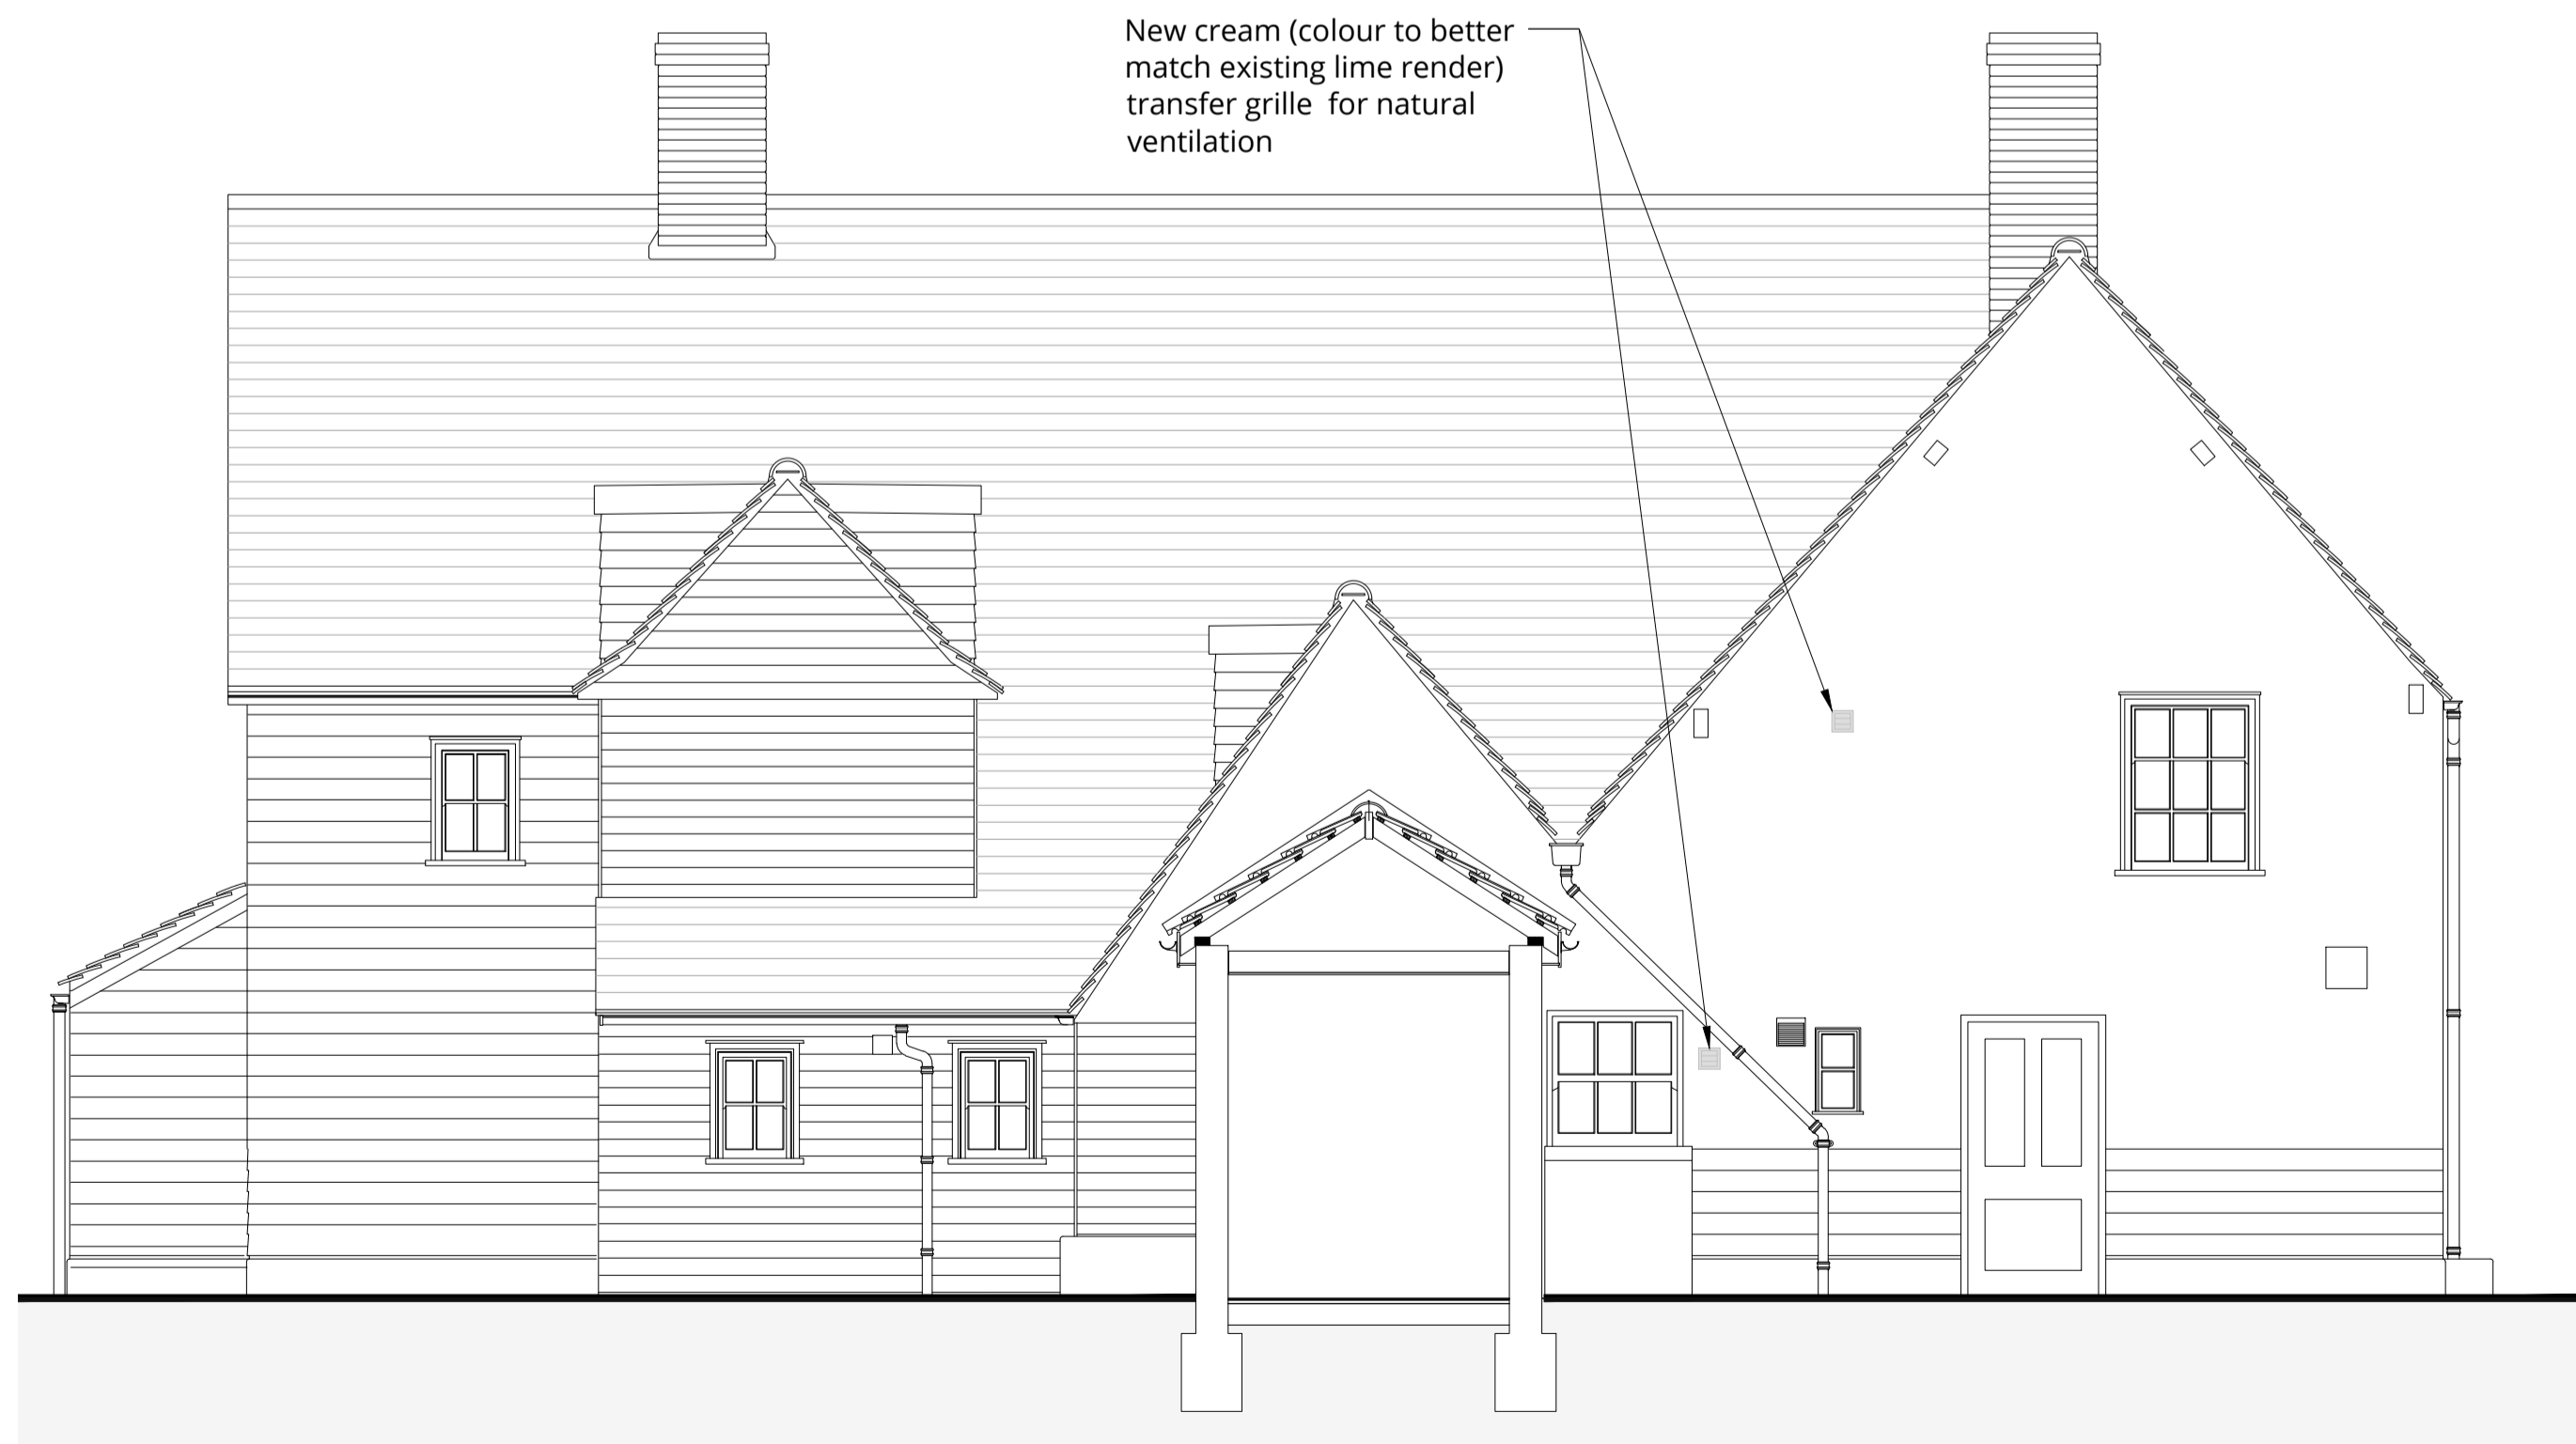 New cream (colour to better
match existing lime render)
transfer grille for natural
ventilation